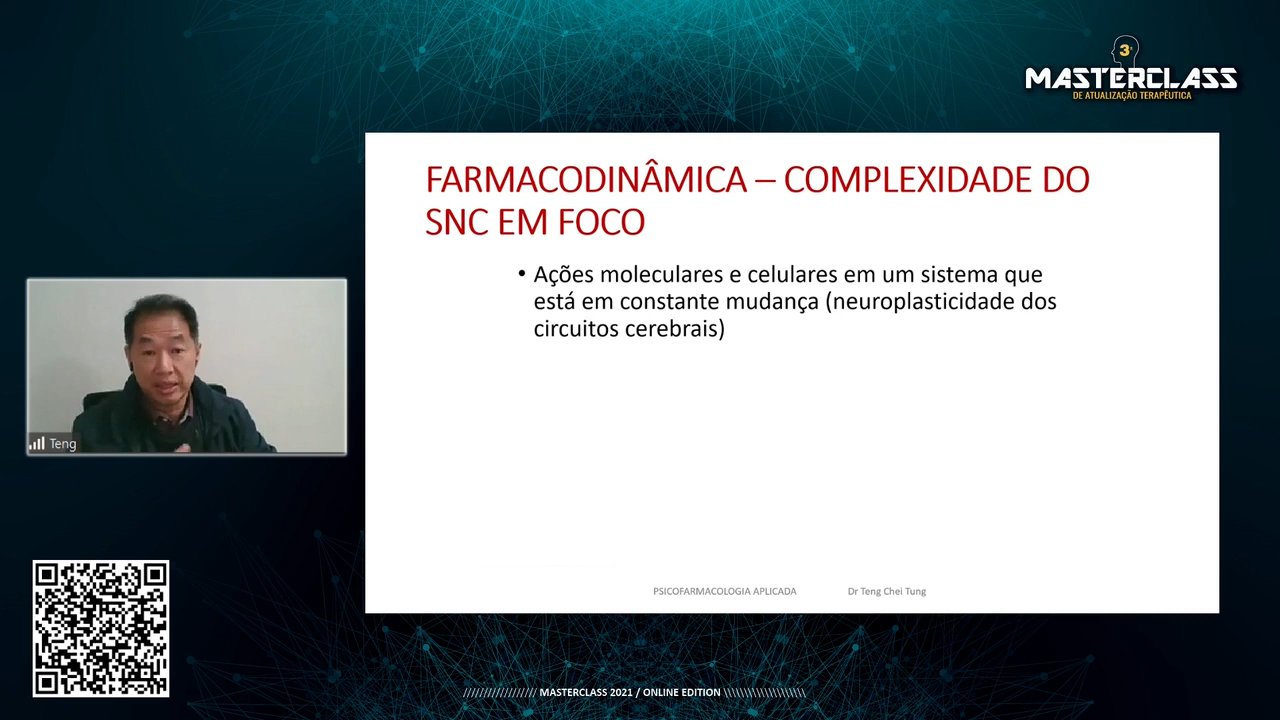 3ª
MASTERCLASS
DE ATUALIZAÇÃO TERAPÊUTICA
FARMACODINÂMICA – COMPLEXIDADE DO
SNC EM FOCO
• Ações moleculares e celulares em um sistema que
está em constante mudança (neuroplasticidade dos
circuitos cerebrais)
Teng
PSICOFARMACOLOGIA APLICADA
Dr Teng Chei Tung
/////////////////// MASTERCLASS 2021 / ONLINE EDITION \\\\\\\\\\\\\\\\\\\\